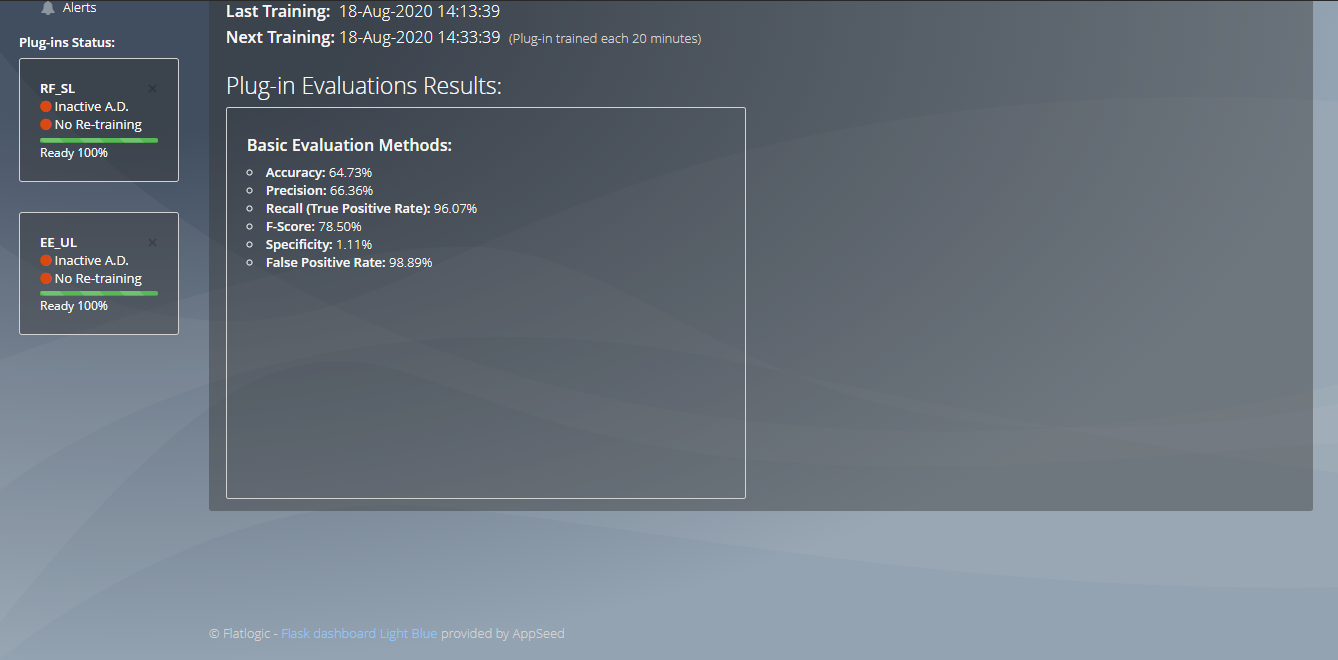 Alerts
Plug-ins Status:
RF_SL ×
Inactive A.D.
No Re-training
Ready 100%
EE_UL ×
Inactive A.D.
No Re-training
Ready 100%
Last Training: 18-Aug-2020 14:13:39
Next Training: 18-Aug-2020 14:33:39 (Plug-in trained each 20 minutes)
Plug-in Evaluations Results:
Basic Evaluation Methods:
Accuracy: 64.73%
Precision: 66.36%
Recall (True Positive Rate): 96.07%
F-Score: 78.50%
Specificity: 1.11%
False Positive Rate: 98.89%
© Flatlogic - Flask dashboard Light Blue provided by AppSeed